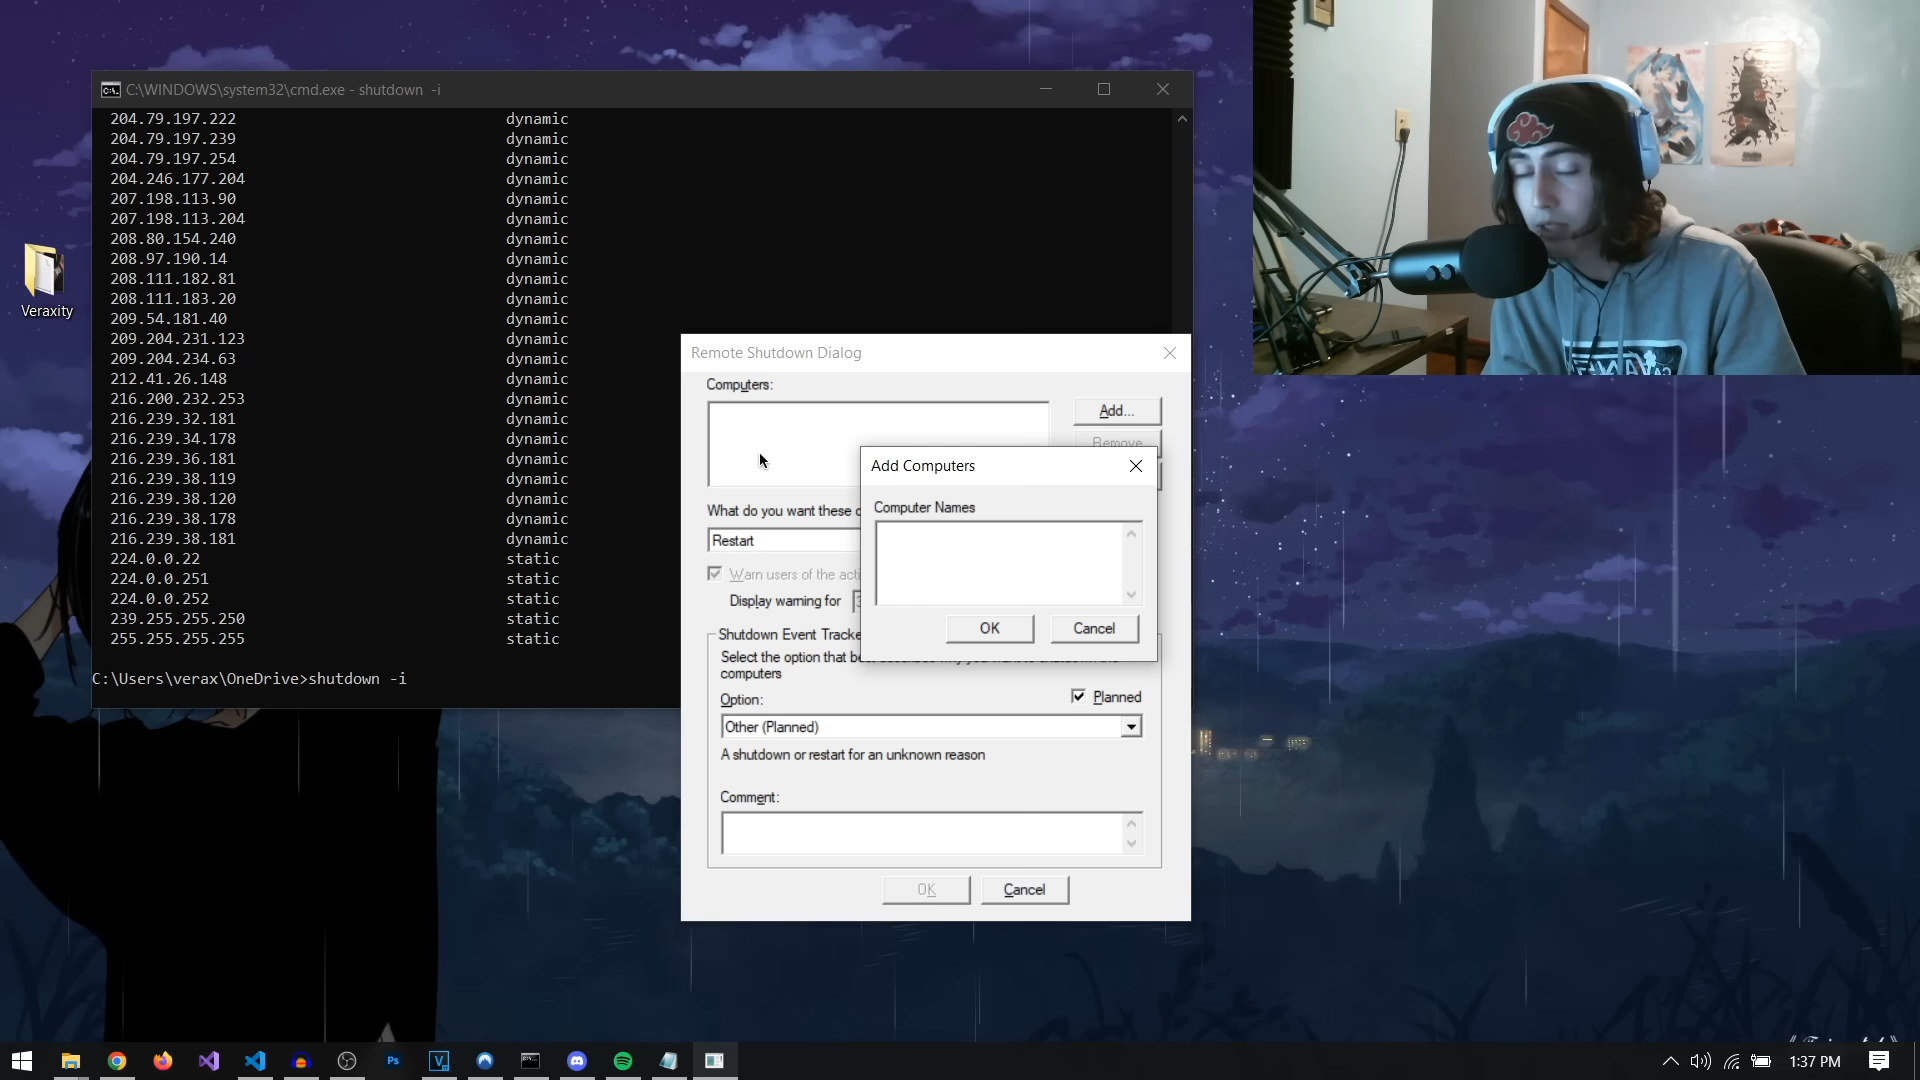 C:\WINDOWS\system32\cmd.exe - shutdown -i
204.79.197.222 dynamic
204.79.197.239 dynamic
204.79.197.254 dynamic
204.246.177.204 dynamic
207.198.113.90 dynamic
207.198.113.204 dynamic
208.80.154.240 dynamic
208.97.190.14 dynamic
208.111.182.81 dynamic
208.111.183.20 dynamic
209.54.181.40 dynamic
209.204.231.123 dynamic
209.204.234.63 dynamic
212.41.26.148 dynamic
216.200.232.253 dynamic
216.239.32.181 dynamic
216.239.34.178 dynamic
216.239.36.181 dynamic
216.239.38.119 dynamic
216.239.38.120 dynamic
216.239.38.178 dynamic
216.239.38.181 dynamic
224.0.0.22 static
224.0.0.251 static
224.0.0.252 static
239.255.255.250 static
255.255.255.255 static
C:\Users\verax\OneDrive>shutdown -i
Veraxity
Remote Shutdown Dialog
Computers:
Add...
Remove
What do you want these
Restart
Warn users of the acti
Display warning for
Shutdown Event Tracke
Select the option that
computers
Option:
Planned
Other (Planned)
A shutdown or restart for an unknown reason
Comment:
OK
Cancel
Add Computers
Computer Names
OK
Cancel
Ps
V
1:37 PM